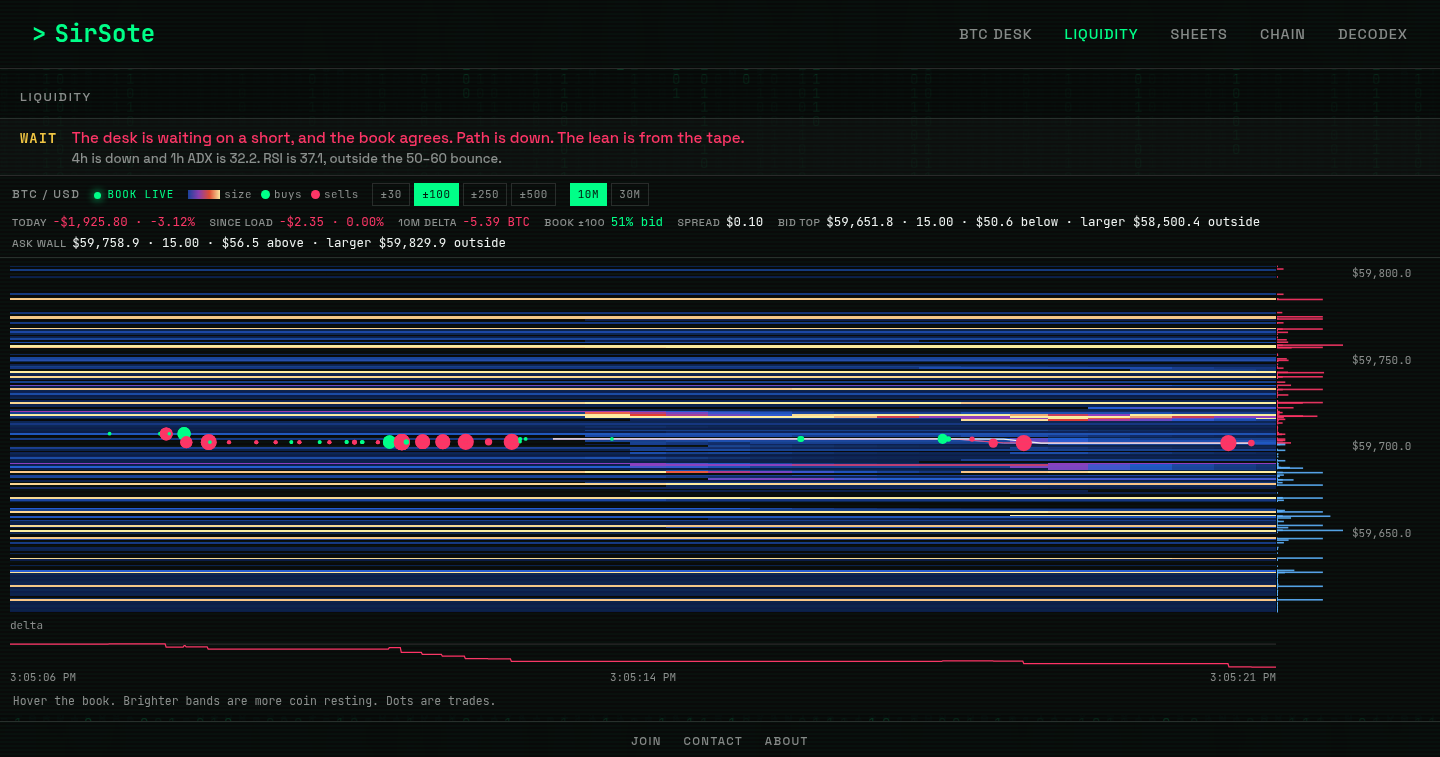 > SirSote
BTC DESK LIQUIDITY SHEETS CHAIN DECODEX
LIQUIDITY
WAIT The desk is waiting on a short, and the book agrees. Path is down. The lean is from the tape.
4h is down and 1h ADX is 32.2. RSI is 37.1, outside the 50–60 bounce.
BTC / USD BOOK LIVE size buys sells ±30 ±100 ±250 ±500 10M 30M
TODAY -$1,925.80 · -3.12% SINCE LOAD -$2.35 · 0.00% 10M DELTA -5.39 BTC BOOK ±100 51% bid SPREAD $0.10 BID TOP $59,651.8 · 15.00 · $50.6 below · larger $58,500.4 outside
ASK WALL $59,758.9 · 15.00 · $56.5 above · larger $59,829.9 outside
$59,800.0
$59,750.0
$59,700.0
$59,650.0
delta
3:05:06 PM 3:05:14 PM 3:05:21 PM
Hover the book. Brighter bands are more coin resting. Dots are trades.
JOIN CONTACT ABOUT